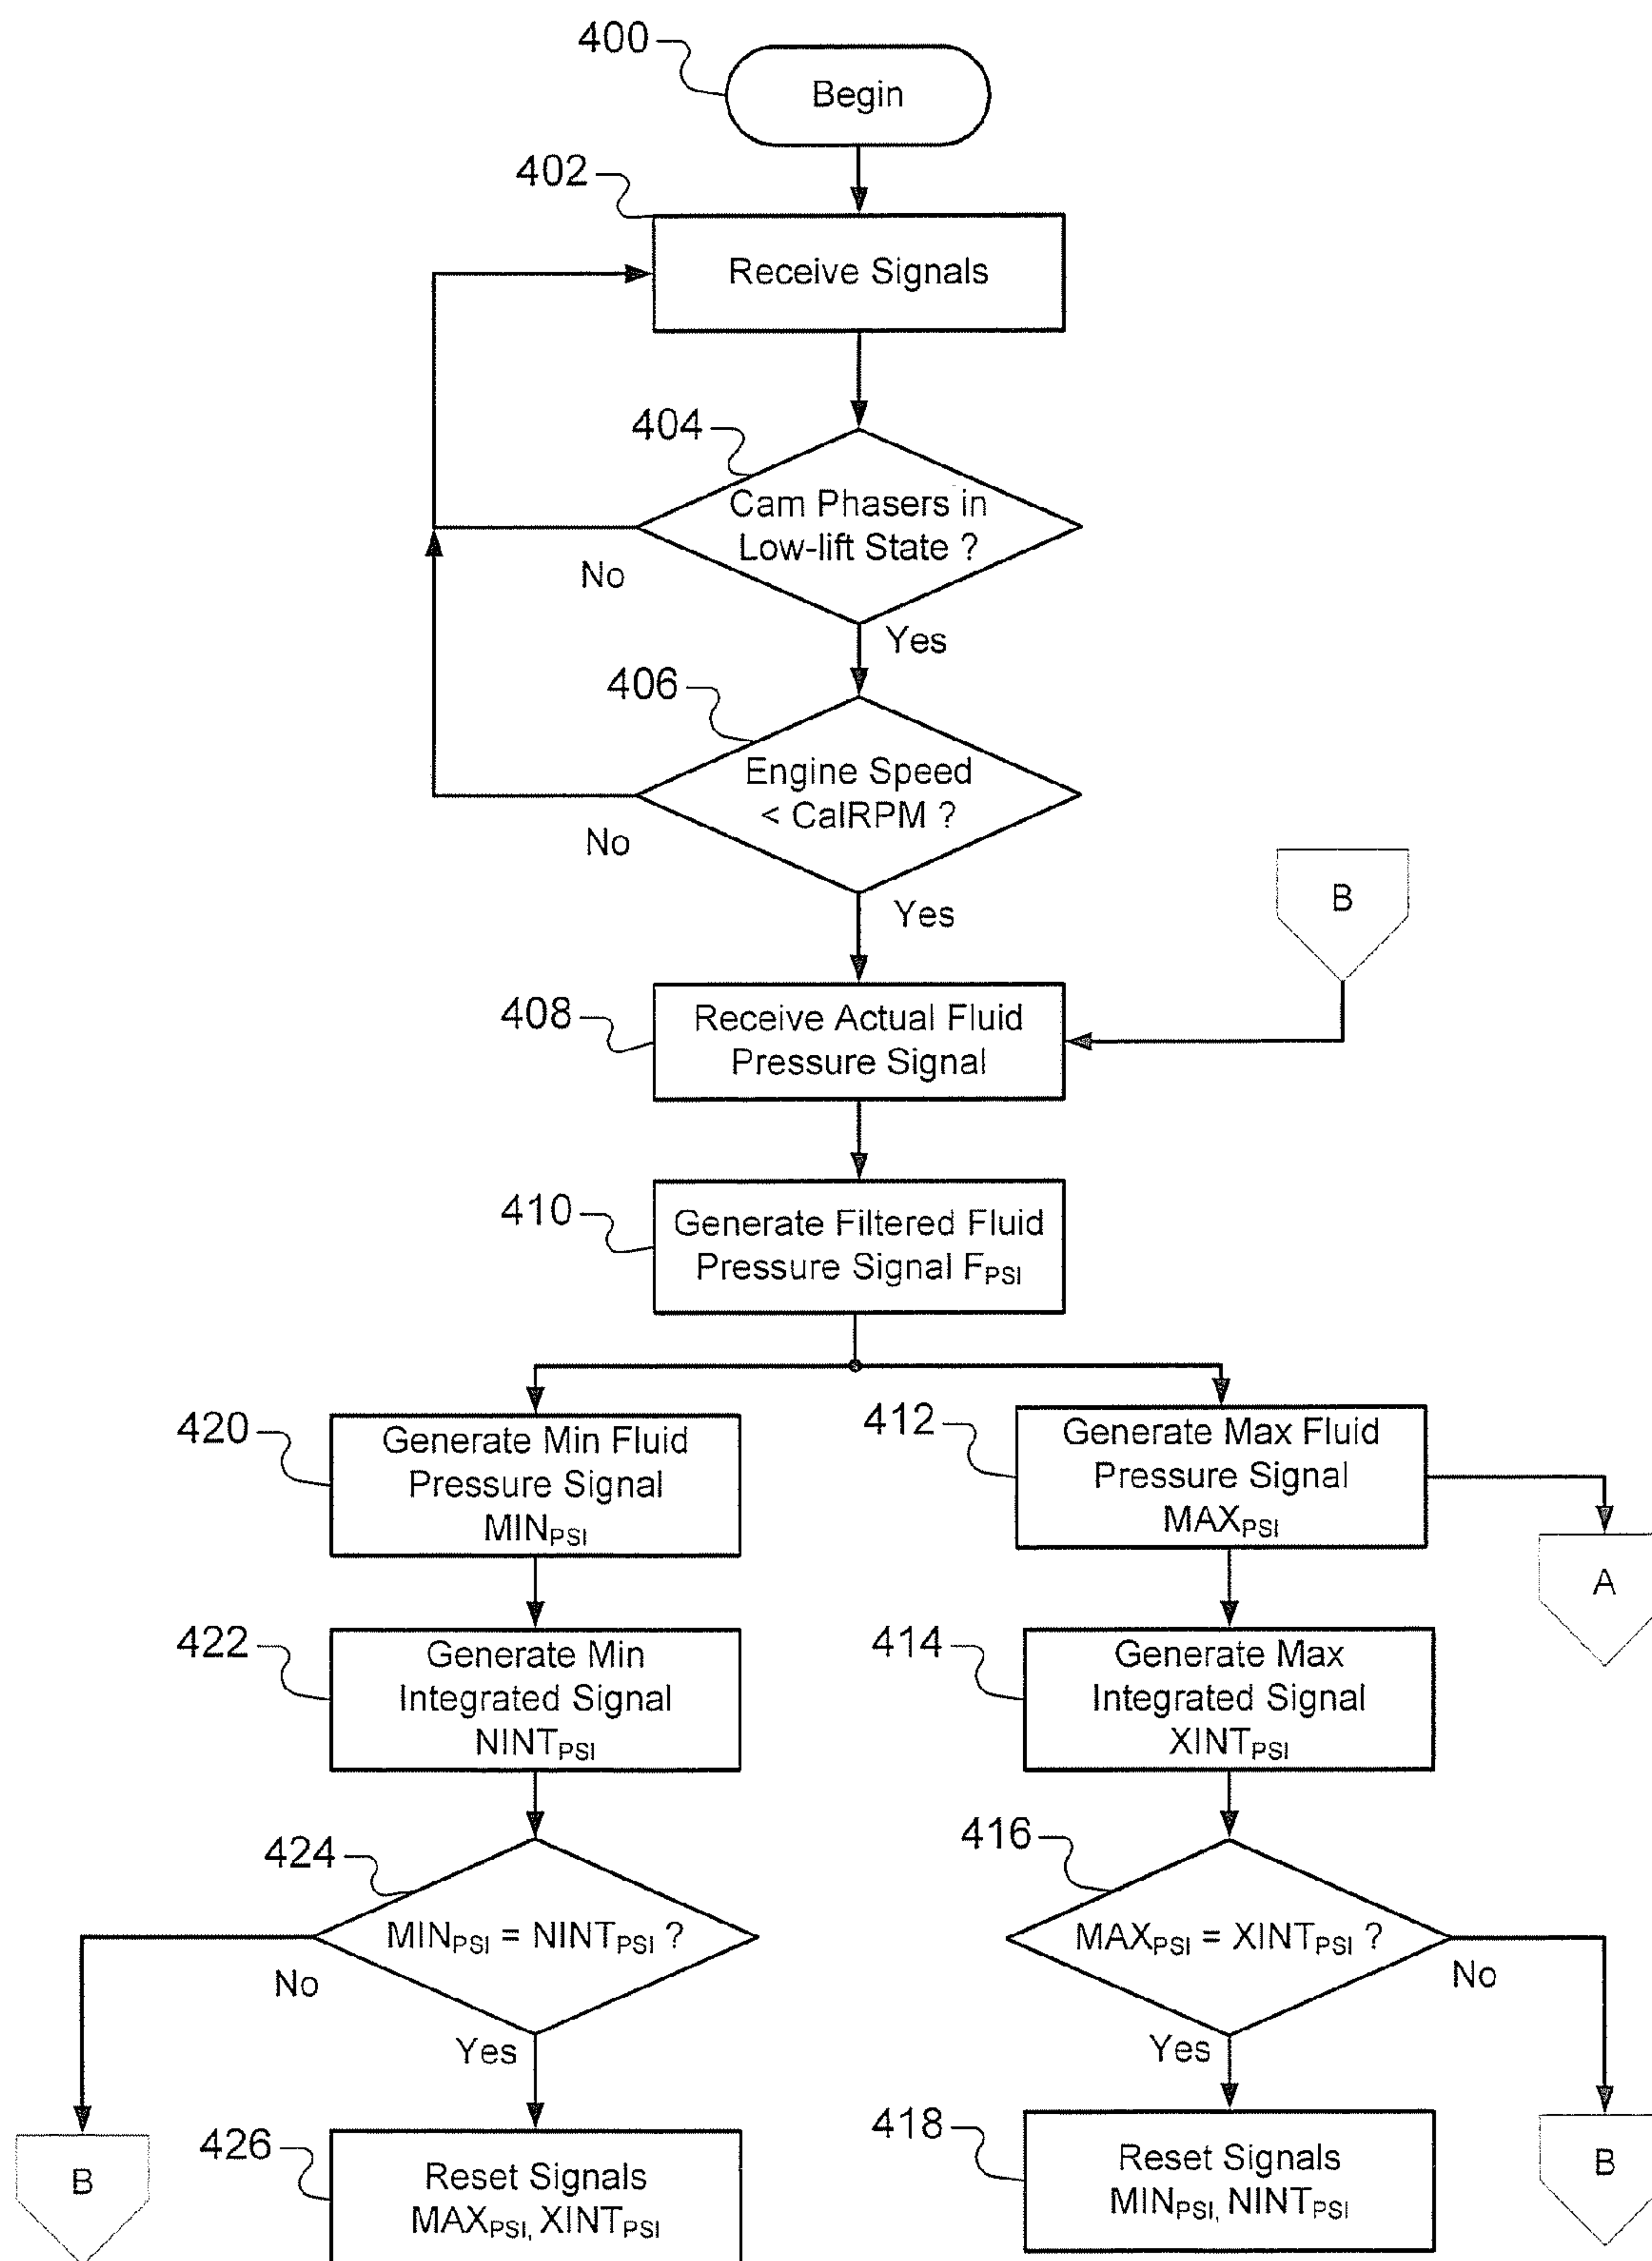 400
Begin
402
Receive Signals
404
Cam Phasers in
Low-lift State ?
No
Yes
406
Engine Speed
< CalRPM ?
No
Yes
B
408
Receive Actual Fluid
Pressure Signal
410
Generate Filtered Fluid
Pressure Signal FPSI
420
Generate Min Fluid
Pressure Signal
MINPSI
412
Generate Max Fluid
Pressure Signal
MAXPSI
A
422
Generate Min
Integrated Signal
NINTPSI
414
Generate Max
Integrated Signal
XINTPSI
424
MINPSI = NINTPSI ?
No
Yes
416
MAXPSI = XINTPSI ?
No
Yes
B
426
Reset Signals
MAXPSI, XINTPSI
418
Reset Signals
MINPSI, NINTPSI
B